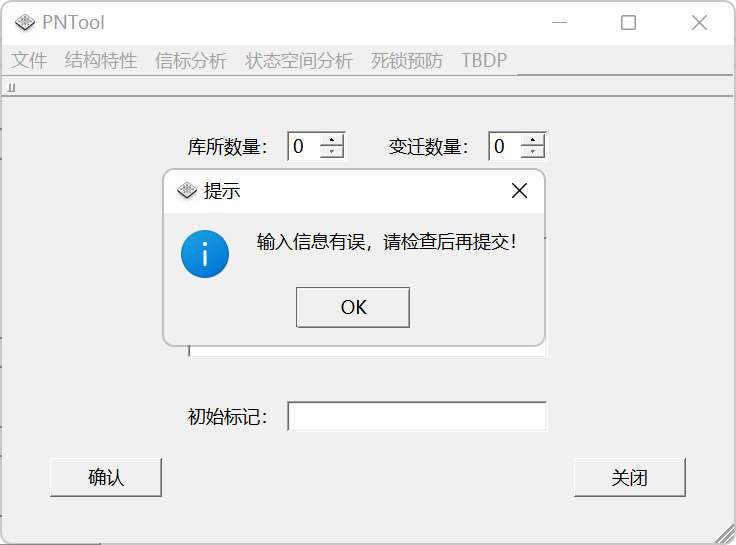 PNTool
文件 结构特性 信标分析 状态空间分析 死锁预防 TBDP
库所数量： 0 变迁数量： 0
提示
输入信息有误，请检查后再提交！
OK
初始标记：
确认 关闭